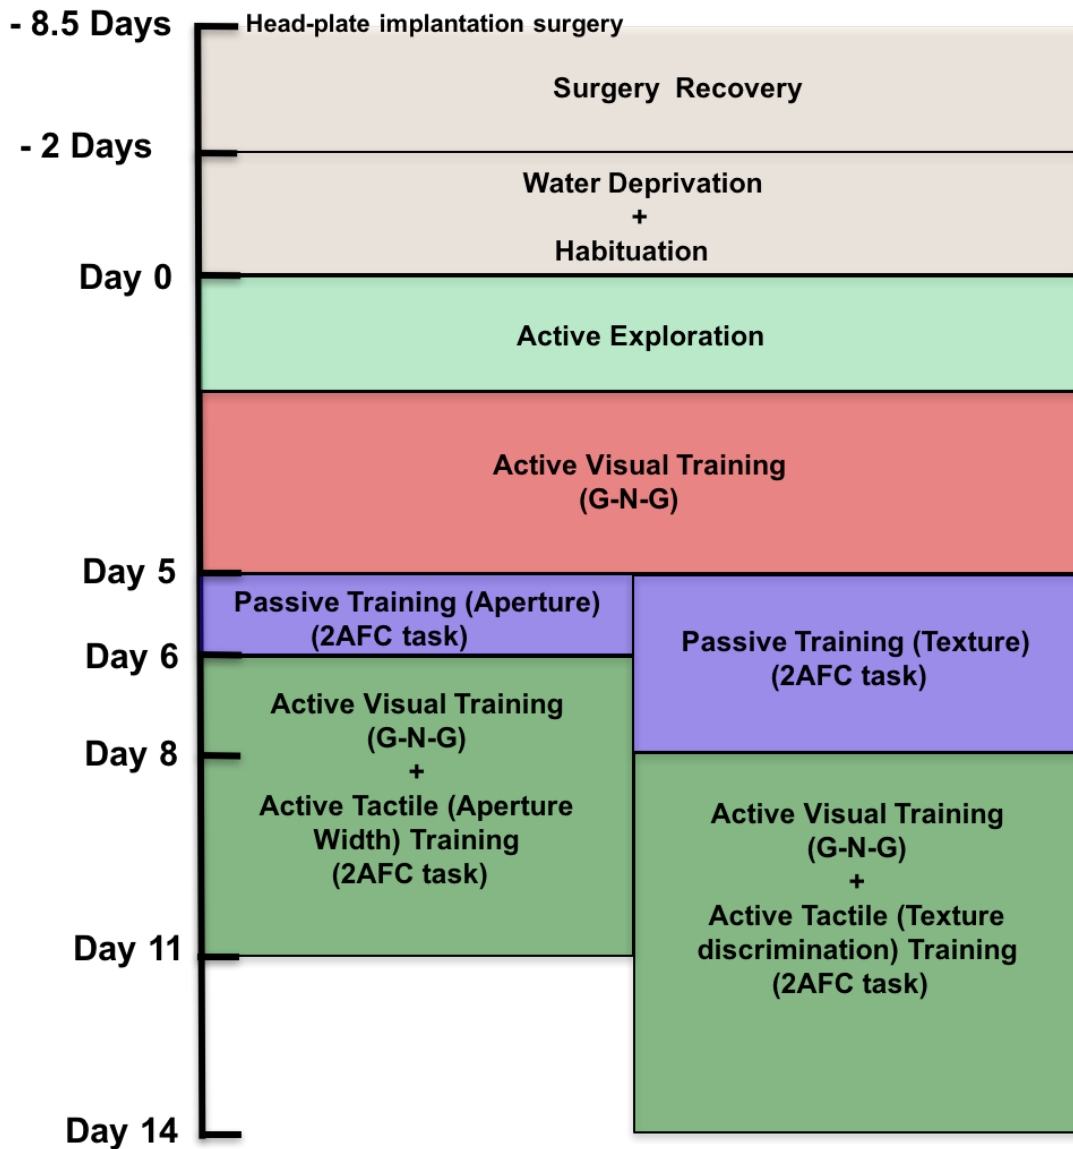 - 8.5 Days
Head-plate implantation surgery
Surgery Recovery
- 2 Days
Water Deprivation
+
Habituation
Day 0
Active Exploration
Active Visual Training
(G-N-G)
Day 5
Passive Training (Aperture)
(2AFC task)
Passive Training (Texture)
(2AFC task)
Day 6
Active Visual Training
(G-N-G)
+
Active Tactile (Aperture
Width) Training
(2AFC task)
Day 8
Active Visual Training
(G-N-G)
+
Active Tactile (Texture
discrimination) Training
(2AFC task)
Day 11
Day 14